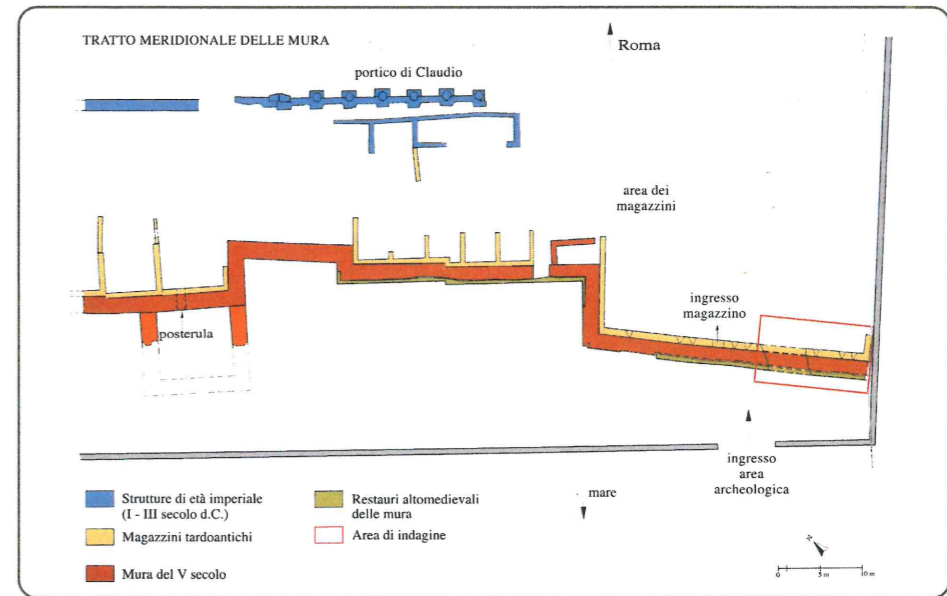 TRATTO MERIDIONALE DELLE MURA
Roma
portico di Claudio
area dei
magazzini
ingresso
magazzino
posterula
ingresso
area
archeologica
mare
Strutture di età imperiale
(I - III secolo d.C.)
Magazzini tardoantichi
Mura del V secolo
Restauri altomedievali
delle mura
Area di indagine
N
0 5 m 10 m